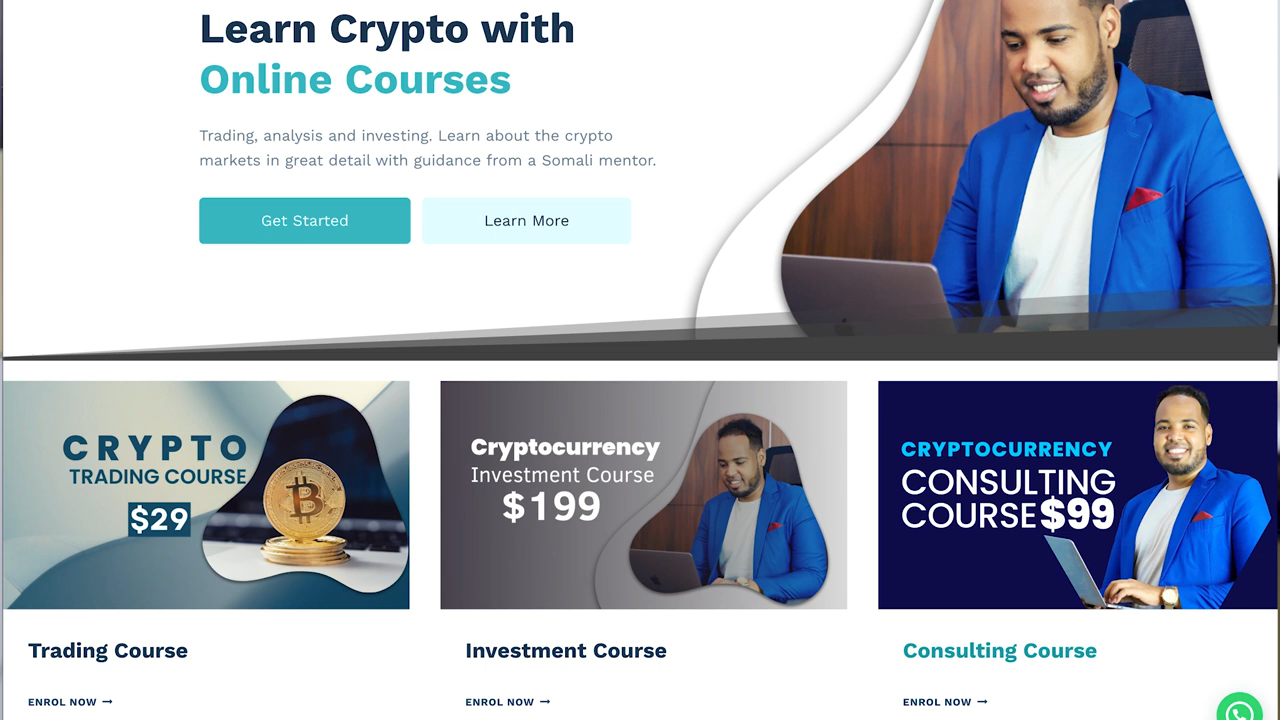 Learn Crypto with
Online Courses
Trading, analysis and investing. Learn about the crypto
markets in great detail with guidance from a Somali mentor.
Get Started
Learn More
CRYPTO
TRADING COURSE
$29
Cryptocurrency
Investment Course
$199
CRYPTOCURRENCY
CONSULTING
COURSE $99
Trading Course
Investment Course
Consulting Course
ENROL NOW →
ENROL NOW →
ENROL NOW →